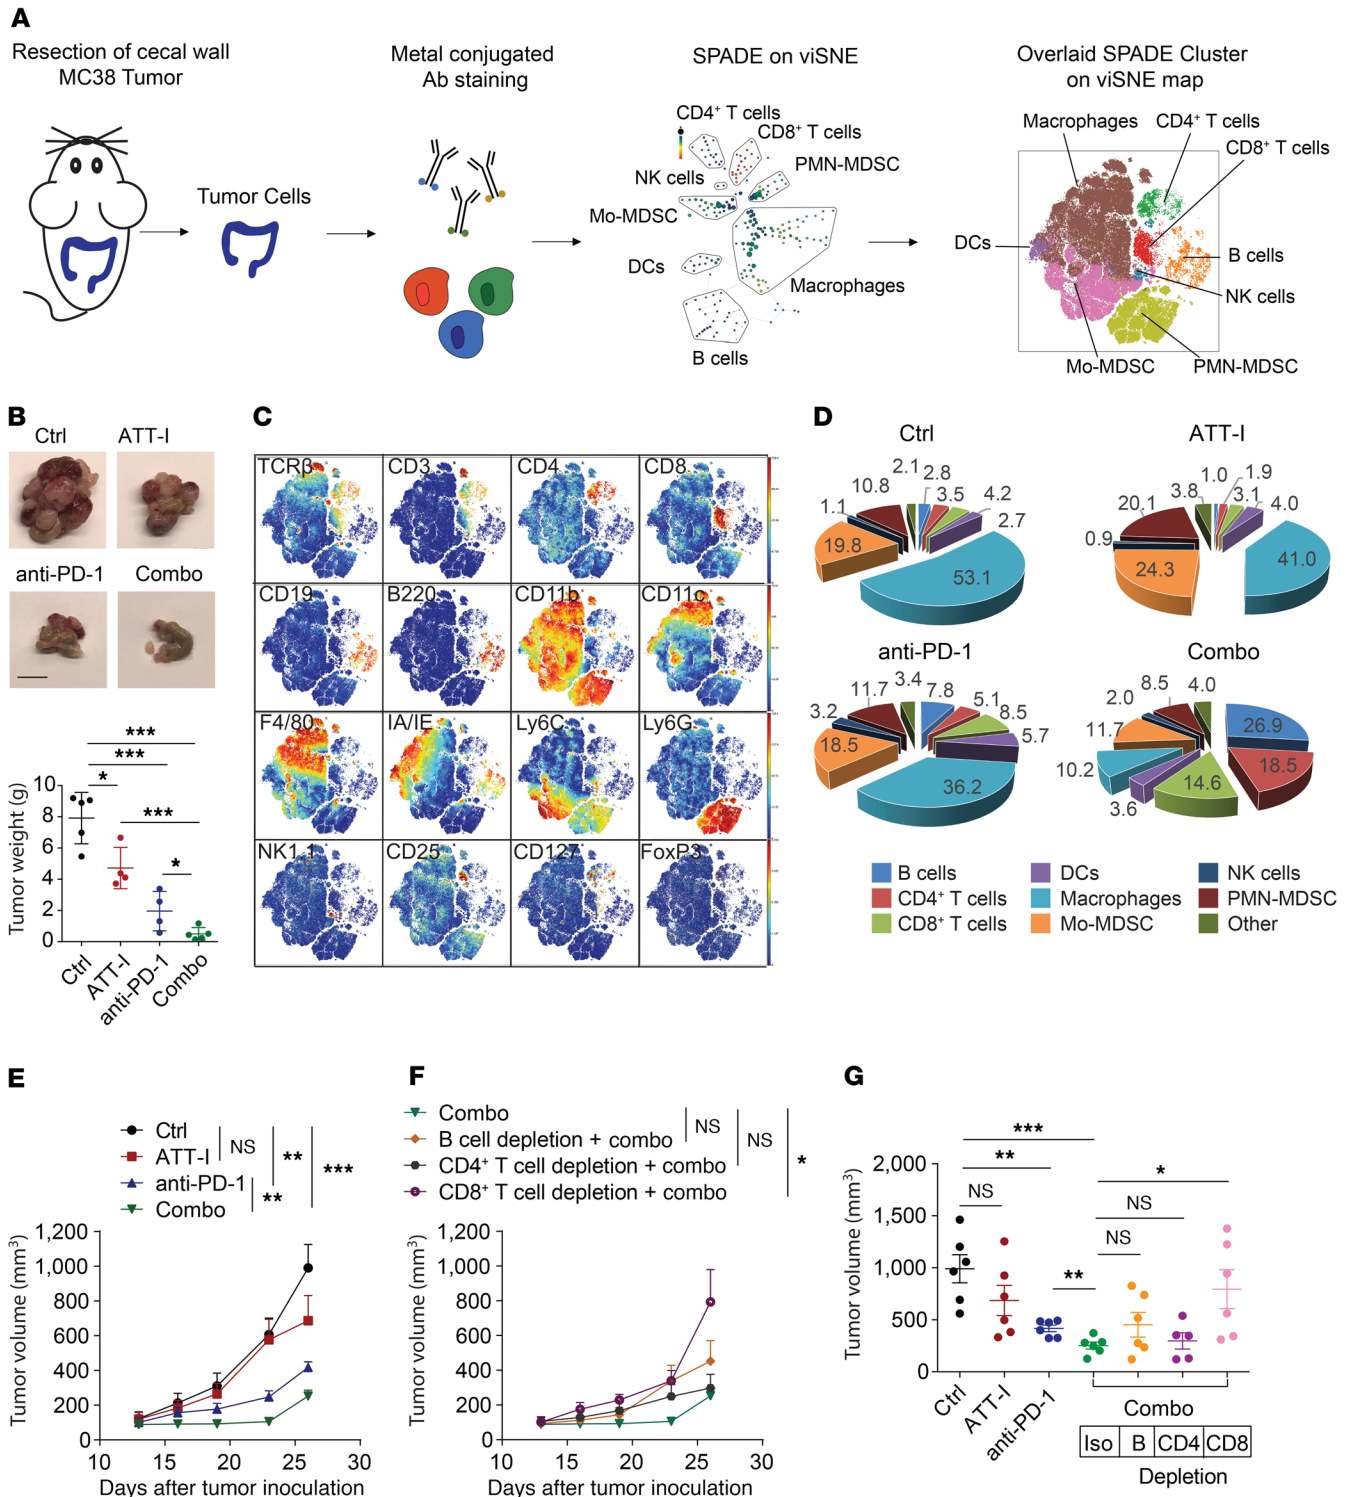 A
Resection of cecal wall
MC38 Tumor
Tumor Cells
Metal conjugated
Ab staining
SPADE on viSNE
CD4+ T cells
CD8+ T cells
PMN-MDSC
NK cells
Mo-MDSC
DCs
Macrophages
B cells
Overlaid SPADE Cluster
on viSNE map
Macrophages
CD4+ T cells
CD8+ T cells
DCs
B cells
NK cells
Mo-MDSC
PMN-MDSC
B
Ctrl
ATT-I
anti-PD-1
Combo
***
***
*
***
*
Tumor weight (g)
10
8
6
4
2
0
Ctrl
ATT-I
anti-PD-1
Combo
C
TCRβ
CD3
CD4
CD8
CD19
B220
CD11b
CD11c
F4/80
IA/IE
Ly6C
Ly6G
NK1.1
CD25
CD127
FoxP3
D
Ctrl
2.1
2.8
3.5
4.2
2.7
10.8
1.1
19.8
53.1
ATT-I
1.0
1.9
3.1
4.0
3.8
20.1
0.9
24.3
41.0
anti-PD-1
3.4
7.8
5.1
8.5
5.7
11.7
3.2
18.5
36.2
Combo
4.0
8.5
2.0
11.7
10.2
3.6
14.6
18.5
26.9
B cells
CD4+ T cells
CD8+ T cells
DCs
Macrophages
Mo-MDSC
NK cells
PMN-MDSC
Other
E
Ctrl
ATT-I
anti-PD-1
Combo
NS
**
**
***
Tumor volume (mm3)
1,200
1,000
800
600
400
200
0
10
15
20
25
30
Days after tumor inoculation
F
Combo
B cell depletion + combo
CD4+ T cell depletion + combo
CD8+ T cell depletion + combo
NS
NS
*
Tumor volume (mm3)
1,200
1,000
800
600
400
200
0
10
15
20
25
30
Days after tumor inoculation
G
***
**
NS
**
*
NS
NS
Tumor volume (mm3)
2,000
1,500
1,000
500
0
Ctrl
ATT-I
anti-PD-1
Combo
Iso
B
CD4
CD8
Depletion